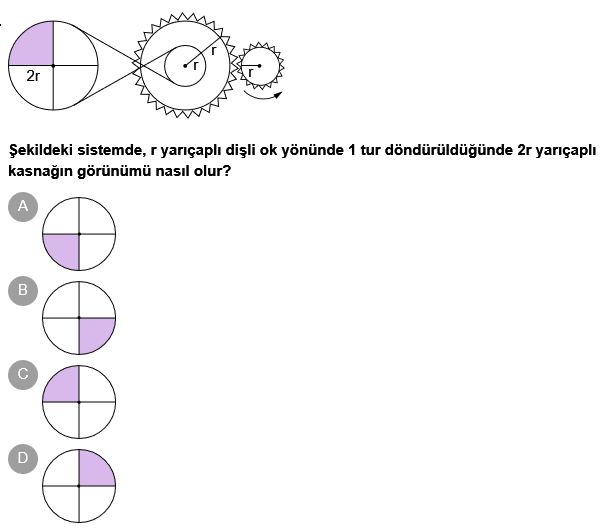 2r
r
r
r
Şekildeki sistemde, r yarıçaplı dişli ok yönünde 1 tur döndürüldüğünde 2r yarıçaplı
kasnağın görünümü nasıl olur?
A
B
C
D